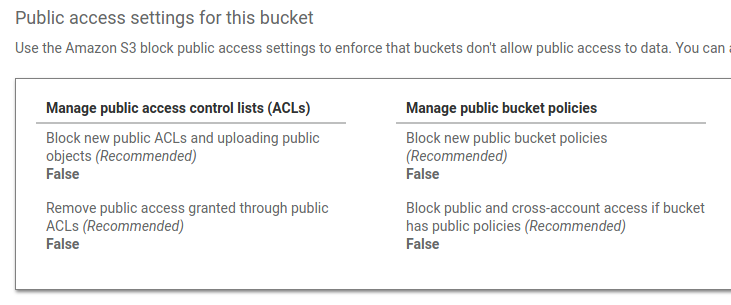 Public access settings for this bucket
Use the Amazon S3 block public access settings to enforce that buckets don't allow public access to data. You can
Manage public access control lists (ACLs)
Block new public ACLs and uploading public
objects (Recommended)
False
Remove public access granted through public
ACLs (Recommended)
False
Manage public bucket policies
Block new public bucket policies
(Recommended)
False
Block public and cross-account access if bucket
has public policies (Recommended)
False